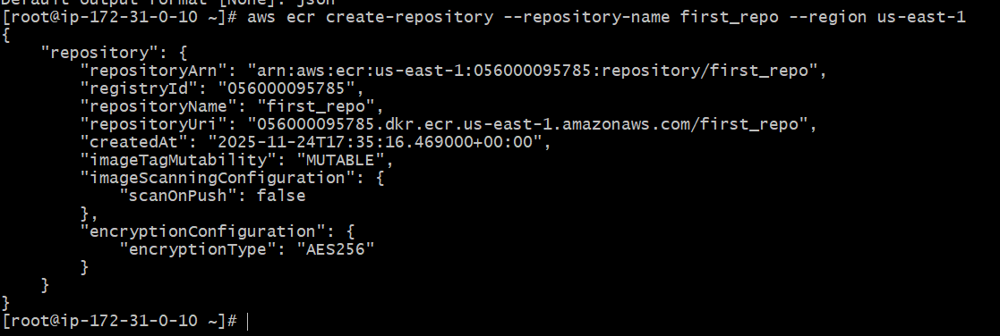 Default output format [None]: json
[root@ip-172-31-0-10 ~]# aws ecr create-repository --repository-name first_repo --region us-east-1
{
    "repository": {
        "repositoryArn": "arn:aws:ecr:us-east-1:056000095785:repository/first_repo",
        "registryId": "056000095785",
        "repositoryName": "first_repo",
        "repositoryUri": "056000095785.dkr.ecr.us-east-1.amazonaws.com/first_repo",
        "createdAt": "2025-11-24T17:35:16.469000+00:00",
        "imageTagMutability": "MUTABLE",
        "imageScanningConfiguration": {
            "scanOnPush": false
        },
        "encryptionConfiguration": {
            "encryptionType": "AES256"
        }
    }
}
[root@ip-172-31-0-10 ~]#